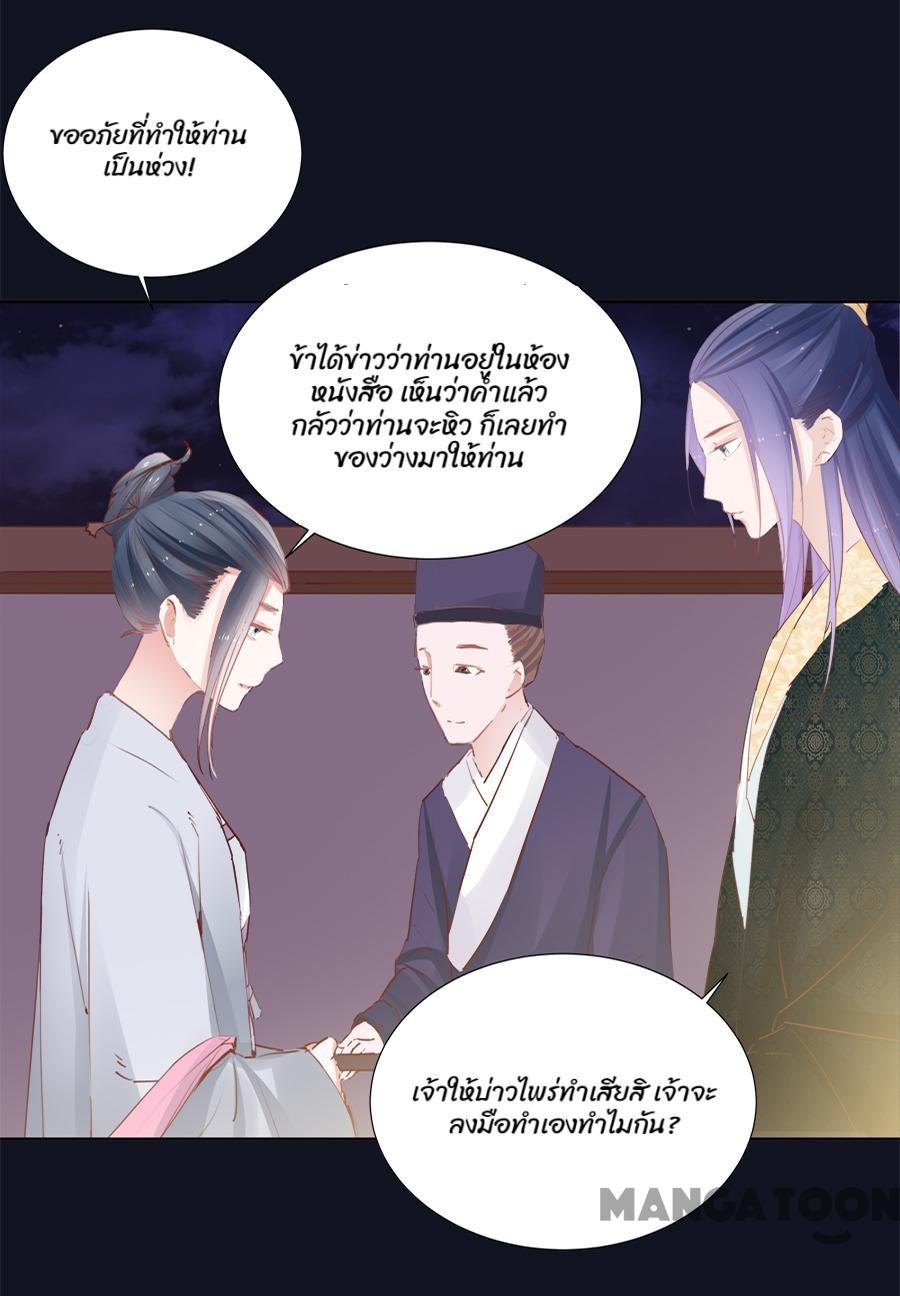 ขออภัยที่ทำให้ท่าน
เป็นห่วง!
ข้าได้ข่าวว่าท่านอยู่ในห้อง
หนังสือ เห็นว่าค่ำแล้ว
กลัวว่าท่านจะหิว ก็เลยทำ
ของว่างมาให้ท่าน
เจ้าให้บ่าวไพร่ทำเสียสิ เจ้าจะ
ลงมือทำเองทำไมกัน?
MANGA TOON